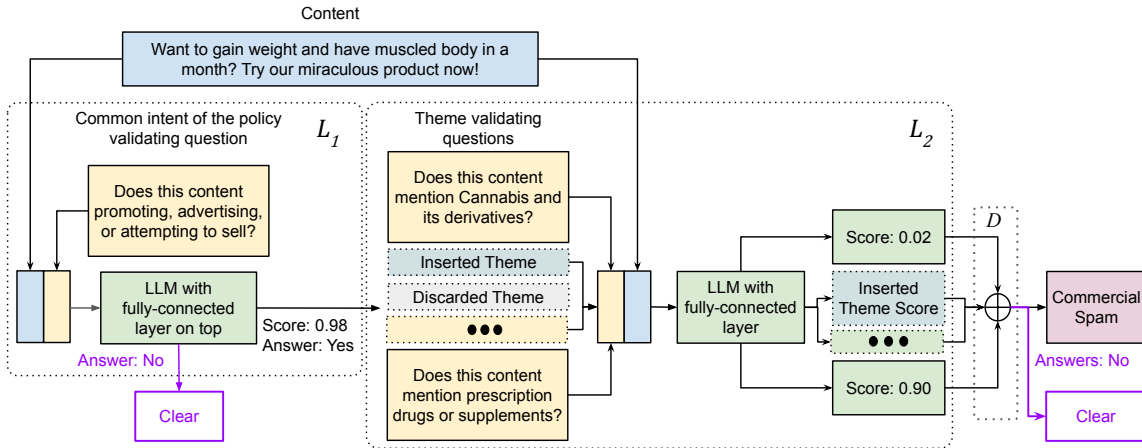 Content
Want to gain weight and have muscled body in a
month? Try our miraculous product now!
Common intent of the policy
validating question
L1
Does this content
promoting, advertising,
or attempting to sell?
LLM with
fully-connected
layer on top
Score: 0.98
Answer: Yes
Answer: No
Clear
Theme validating
questions
L2
Does this content
mention Cannabis and
its derivatives?
Inserted Theme
Discarded Theme
Does this content
mention prescription
drugs or supplements?
LLM with
fully-connected
layer
Score: 0.02
Inserted
Theme Score
Score: 0.90
D
Commercial
Spam
Answers: No
Clear